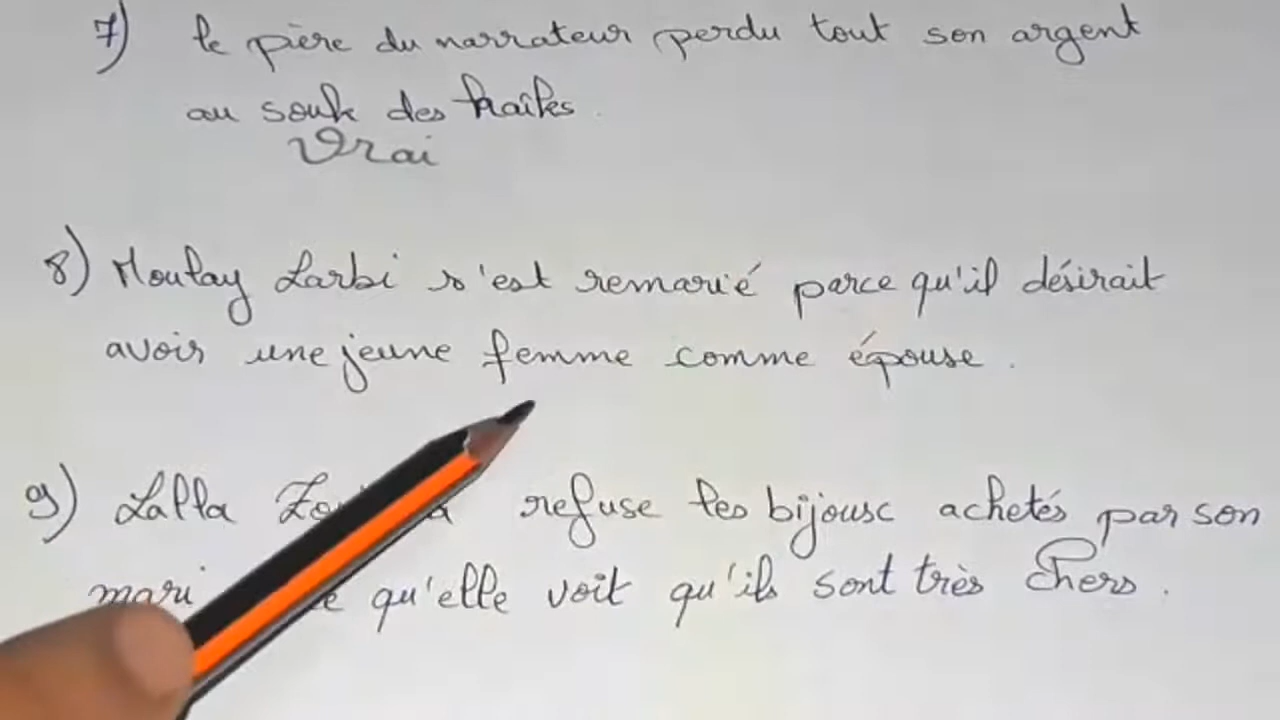 7) le père du narrateur perdu tout son argent
au souk des haîks.
Vrai
8) Moulay Larbi s'est remarié parce qu'il désirait
avoir une jeune femme comme épouse.
9) Lalla refuse les bijoux achetés par son
mari qu'elle voit qu'ils sont très chers.